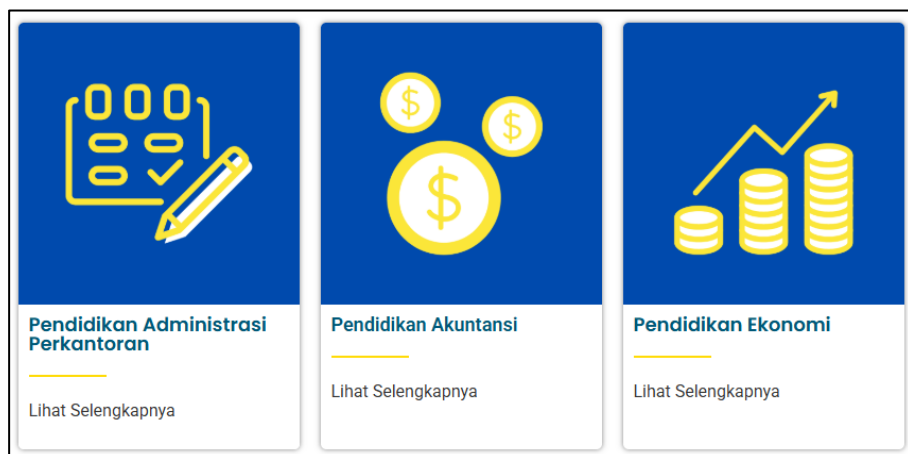 Pendidikan Administrasi
Perkantoran
Lihat Selengkapnya
Pendidikan Akuntansi
Lihat Selengkapnya
Pendidikan Ekonomi
Lihat Selengkapnya